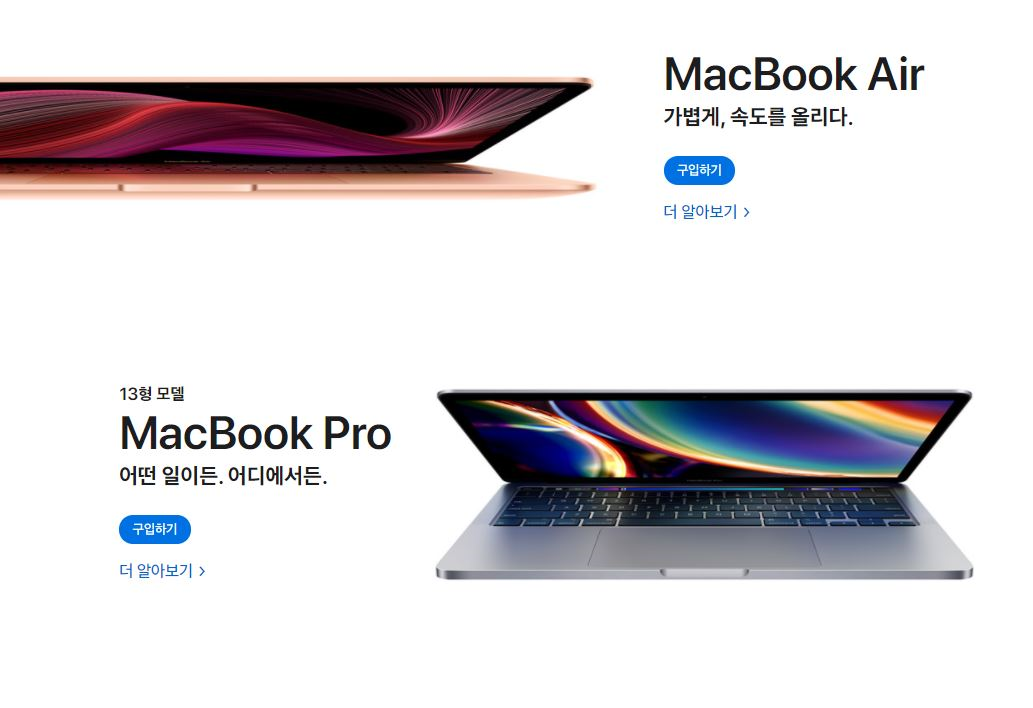 MacBook Air
가볍게, 속도를 올리다.
구입하기
더 알아보기 >
13형 모델
MacBook Pro
어떤 일이든. 어디에서든.
구입하기
더 알아보기 >